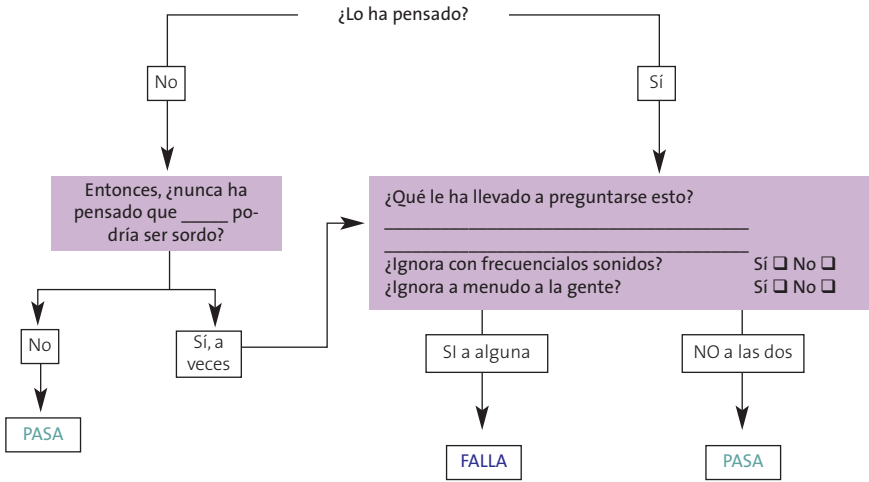 ¿Lo ha pensado?
No
Sí
Entonces, ¿nunca ha
pensado que _____ po-
dría ser sordo?
¿Qué le ha llevado a preguntarse esto?
_______________________________________
_______________________________________
¿Ignora con frecuencialos sonidos? Sí ❑ No ❑
¿Ignora a menudo a la gente? Sí ❑ No ❑
No
Sí, a
veces
SI a alguna
NO a las dos
PASA
FALLA
PASA